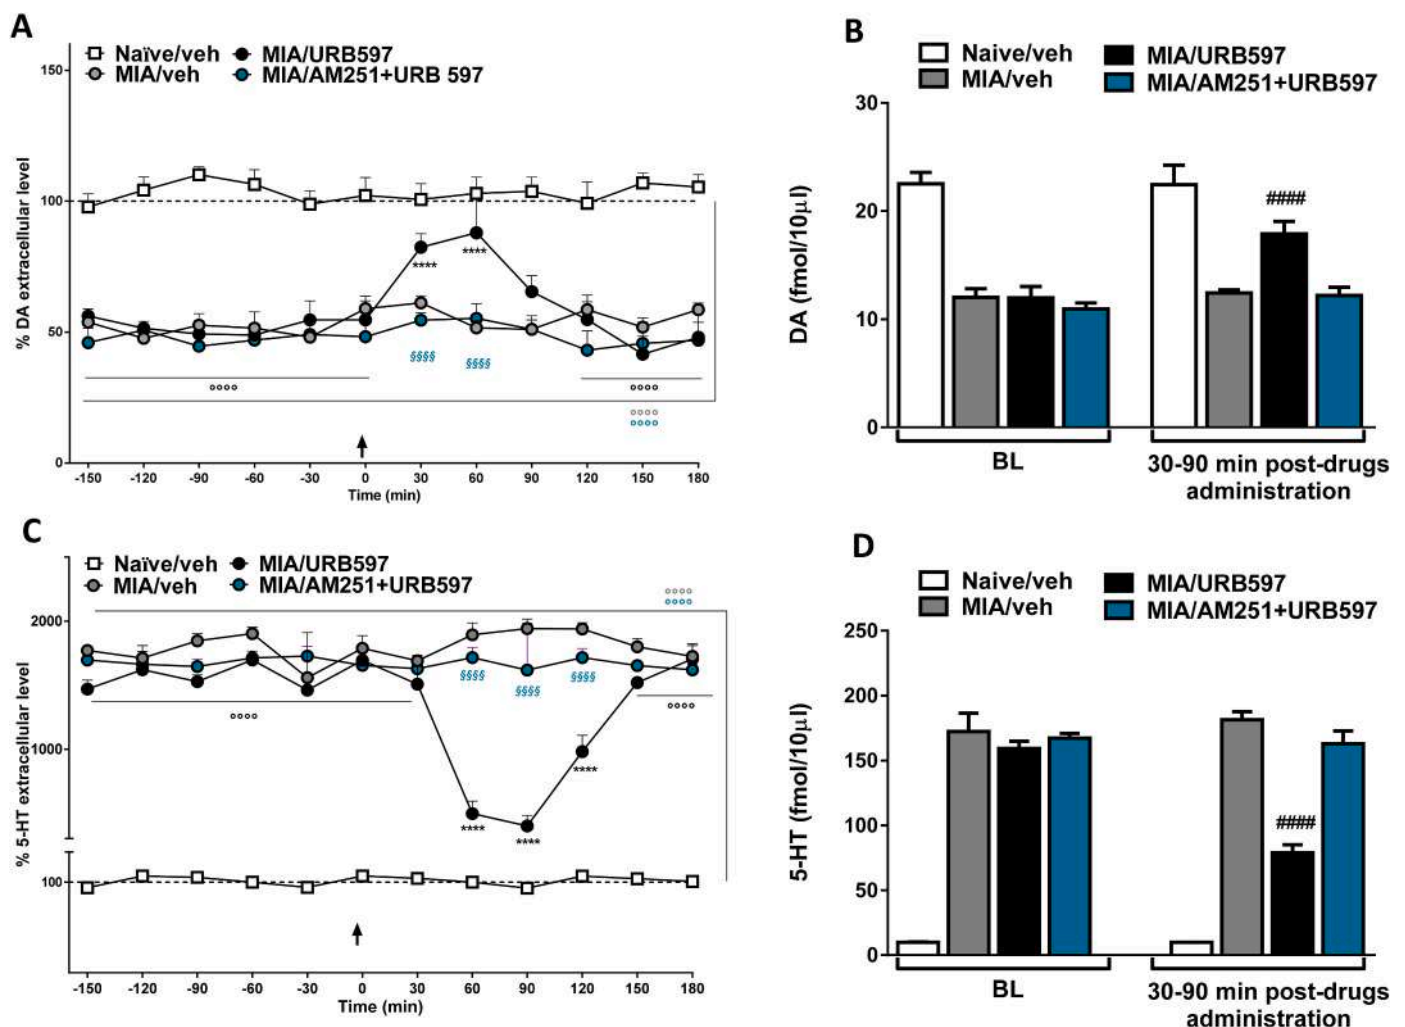 A
Naïve/veh
MIA/URB597
MIA/veh
MIA/AM251+URB 597
% DA extracellular level
150
100
50
0
****
****
§§§§
§§§§
°°°°
°°°°
°°°°
°°°°
-150 -120 -90 -60 -30 0 30 60 90 120 150 180
Time (min)
B
Naive/veh
MIA/URB597
MIA/veh
MIA/AM251+URB597
DA (fmol/10µl)
30
20
10
0
####
BL
30-90 min post-drugs
administration
C
Naïve/veh
MIA/URB597
MIA/veh
MIA/AM251+URB597
% 5-HT extracellular level
2000
1000
100
°°°°
°°°°
§§§§
§§§§
§§§§
°°°°
°°°°
****
****
****
-150 -120 -90 -60 -30 0 30 60 90 120 150 180
Time (min)
D
Naive/veh
MIA/URB597
MIA/veh
MIA/AM251+URB597
5-HT (fmol/10µl)
250
200
150
100
50
0
####
BL
30-90 min post-drugs
administration